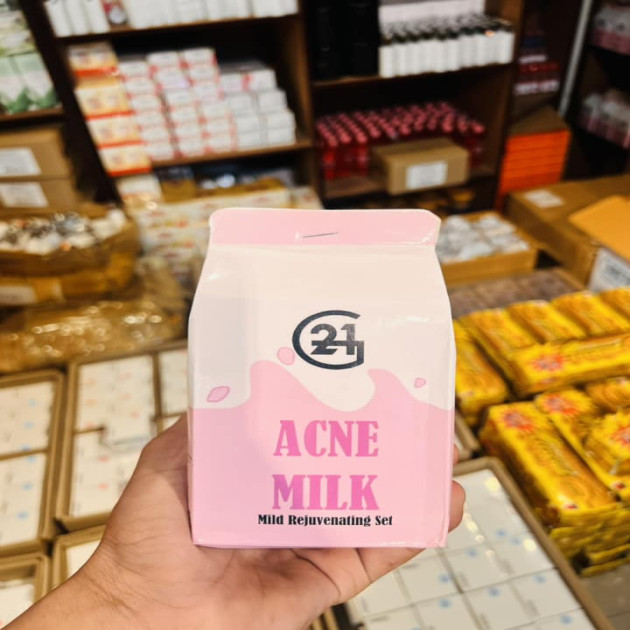 G21
ACNE
MILK
Mild Rejuvenating Set